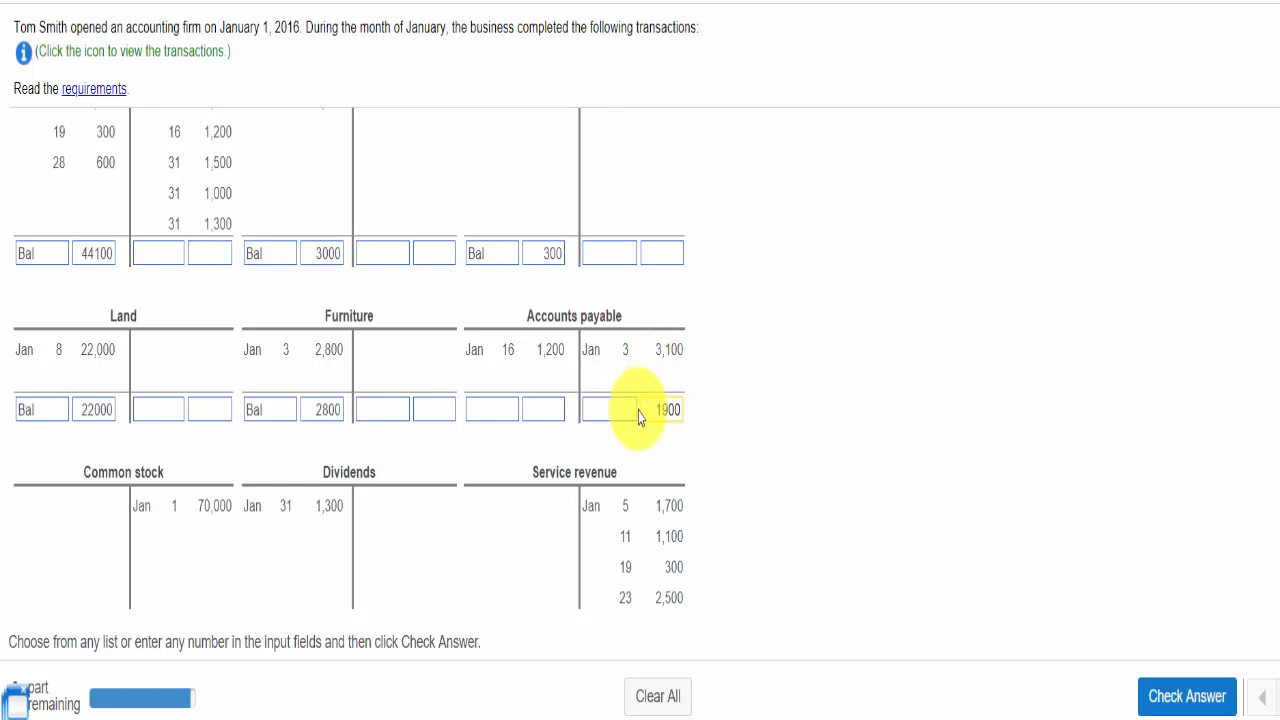 Tom Smith opened an accounting firm on January 1, 2016. During the month of January, the business completed the following transactions:
(Click the icon to view the transactions.)
Read the requirements.
19 300 16 1,200
28 600 31 1,500
31 1,000
31 1,300
Bal 44100 Bal 3000 Bal 300
Land Furniture Accounts payable
Jan 8 22,000 Jan 3 2,800 Jan 16 1,200 Jan 3 3,100
Bal 22000 Bal 2800 1900
Common stock Dividends Service revenue
Jan 1 70,000 Jan 31 1,300 Jan 5 1,700
11 1,100
19 300
23 2,500
Choose from any list or enter any number in the input fields and then click Check Answer.
part
remaining
Clear All
Check Answer